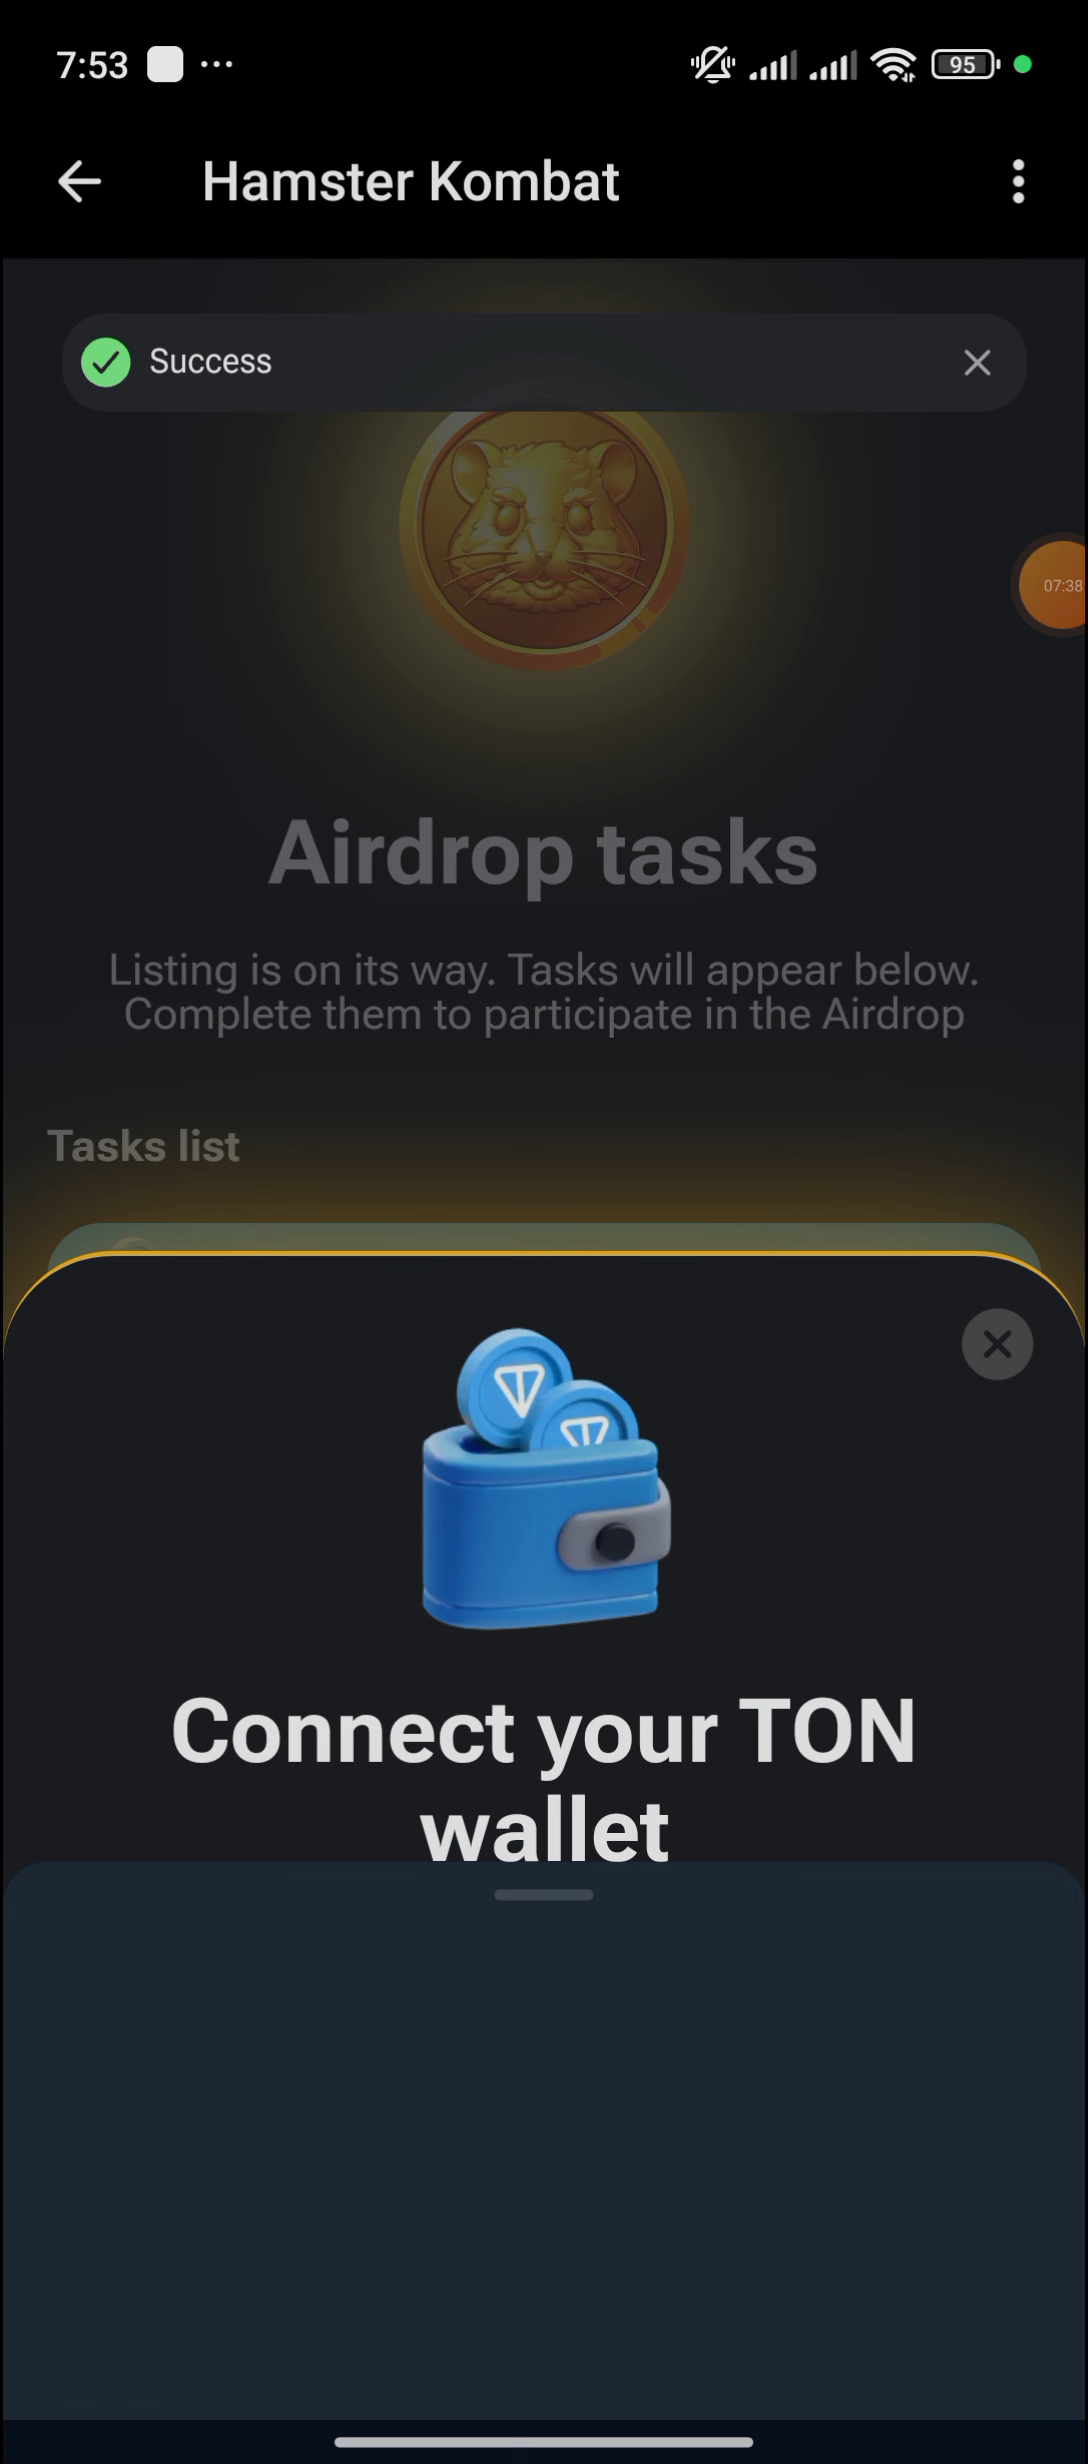 7:53
95
Hamster Kombat
Success
07:38
Airdrop tasks
Listing is on its way. Tasks will appear below.
Complete them to participate in the Airdrop
Tasks list
Connect your TON
wallet